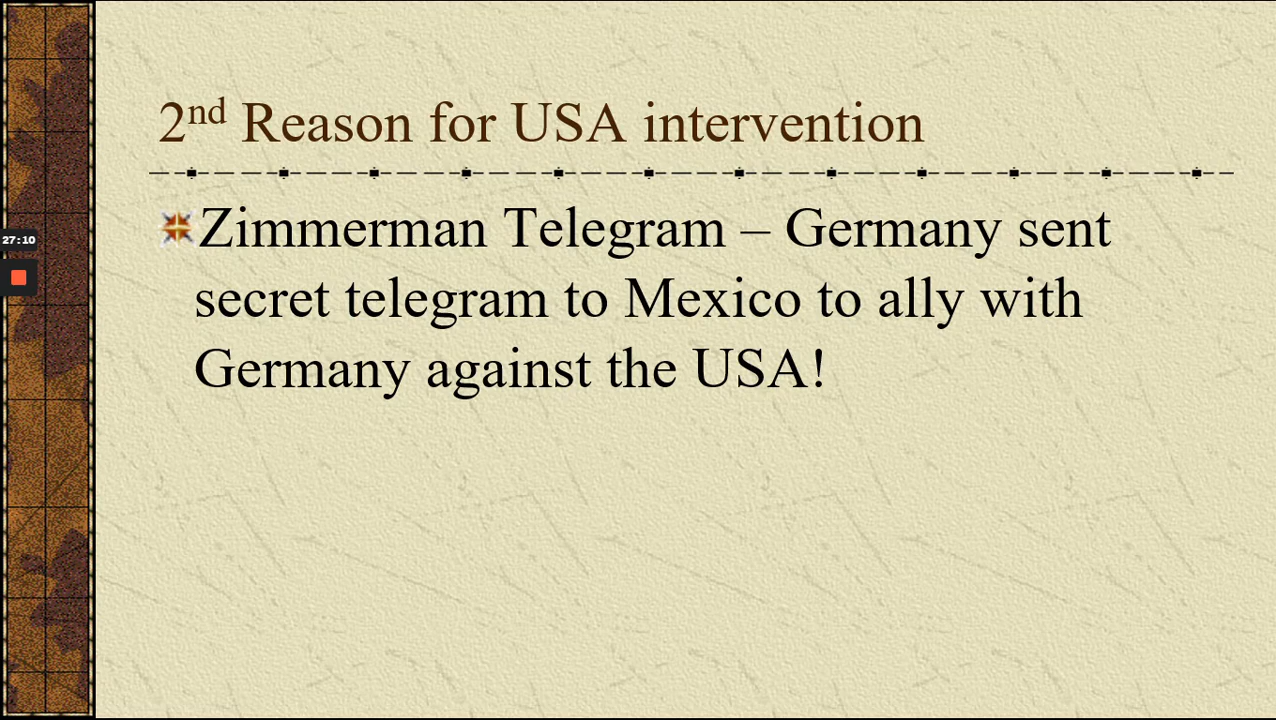 2nd Reason for USA intervention
Zimmerman Telegram – Germany sent
secret telegram to Mexico to ally with
Germany against the USA!
27:10